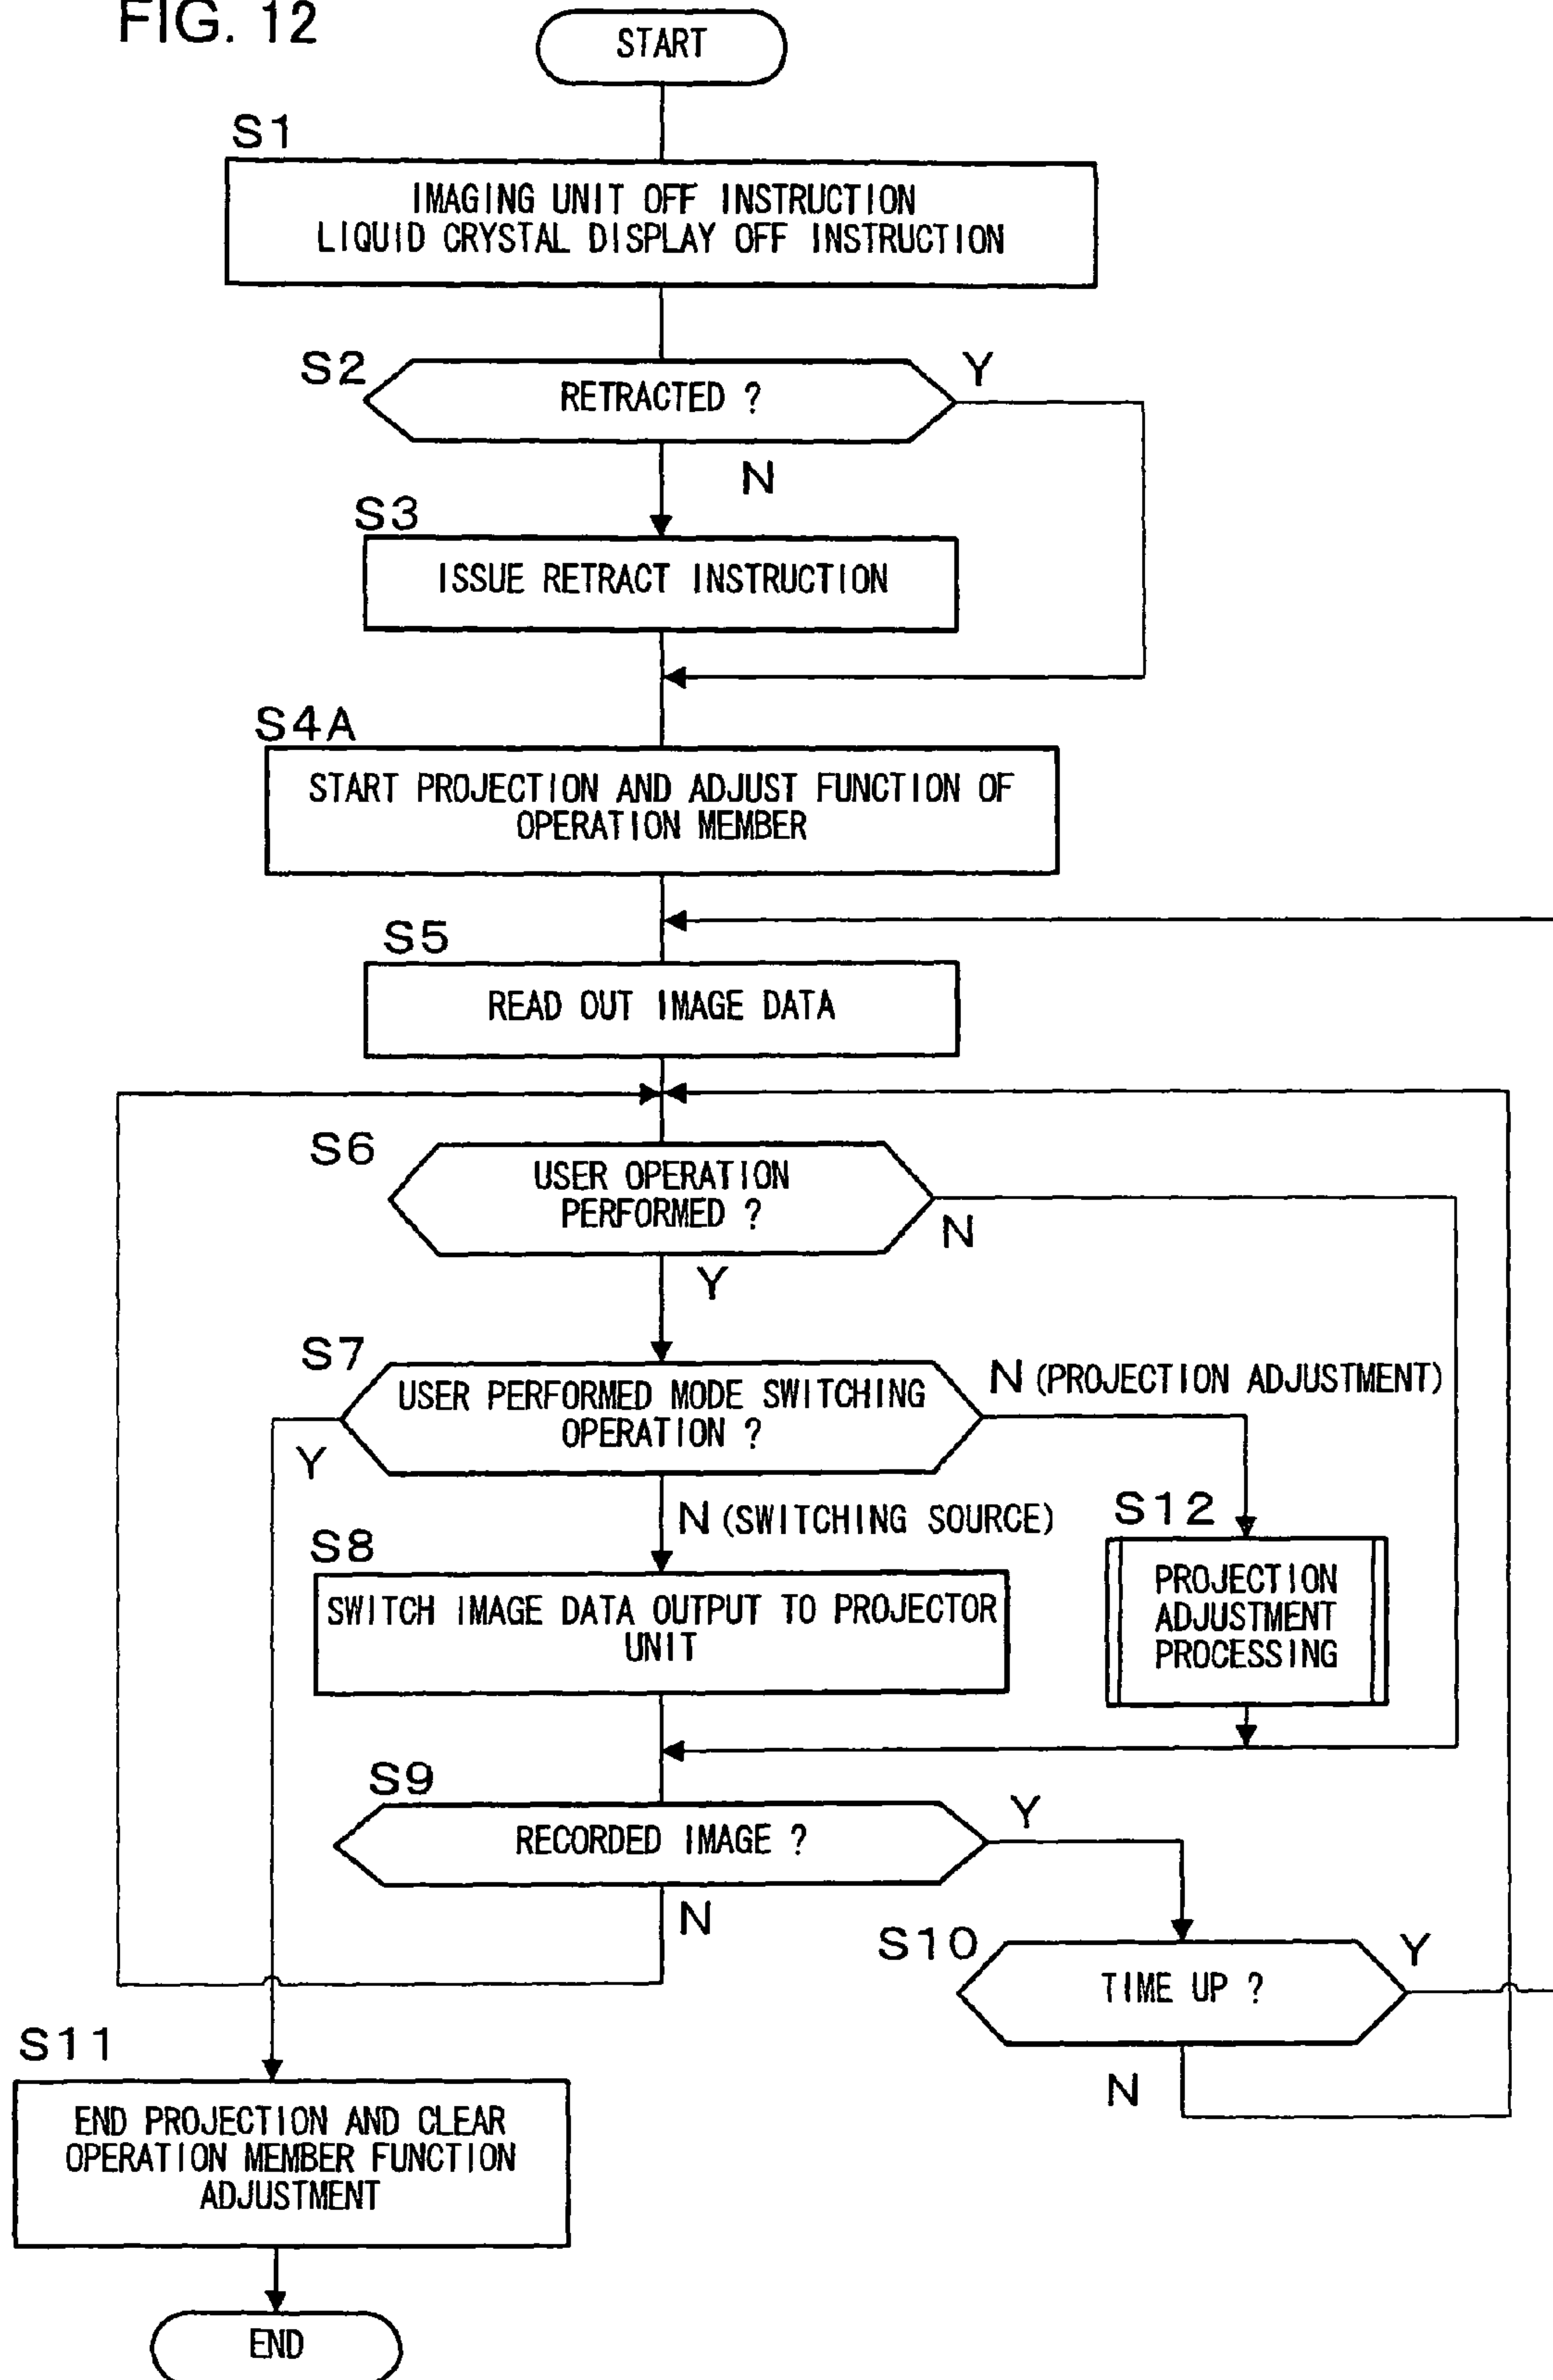 FIG. 12
START
S1
IMAGING UNIT OFF INSTRUCTION
LIQUID CRYSTAL DISPLAY OFF INSTRUCTION
S2
RETRACTED ?
Y
N
S3
ISSUE RETRACT INSTRUCTION
S4A
START PROJECTION AND ADJUST FUNCTION OF
OPERATION MEMBER
S5
READ OUT IMAGE DATA
S6
USER OPERATION
PERFORMED ?
N
Y
S7
USER PERFORMED MODE SWITCHING
OPERATION ?
N (PROJECTION ADJUSTMENT)
Y
N (SWITCHING SOURCE)
S8
SWITCH IMAGE DATA OUTPUT TO PROJECTOR
UNIT
S12
PROJECTION
ADJUSTMENT
PROCESSING
S9
RECORDED IMAGE ?
Y
N
S10
TIME UP ?
Y
N
S11
END PROJECTION AND CLEAR
OPERATION MEMBER FUNCTION
ADJUSTMENT
END